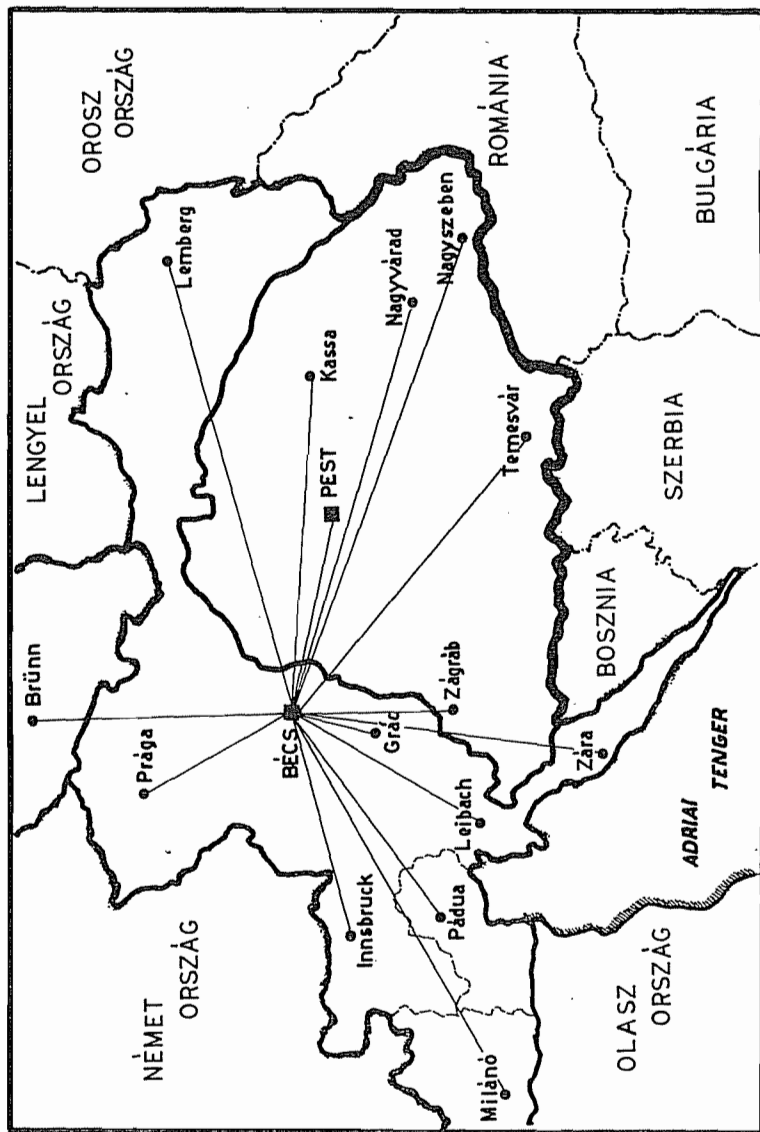 NÉMET
ORSZÁG
LENGYEL
ORSZÁG
OROSZ
ORSZÁG
Brünn
Prága
Lemberg
BÉCS
PEST
Kassa
Innsbruck
Grác
Nagyvárad
ROMÁNIA
Pádua
Zágráb
Nagyszeben
Milánó
Leibach
Temesvár
Zára
BOSZNIA
SZERBIA
BULGÁRIA
OLASZ
ORSZÁG
ADRIAI
TENGER